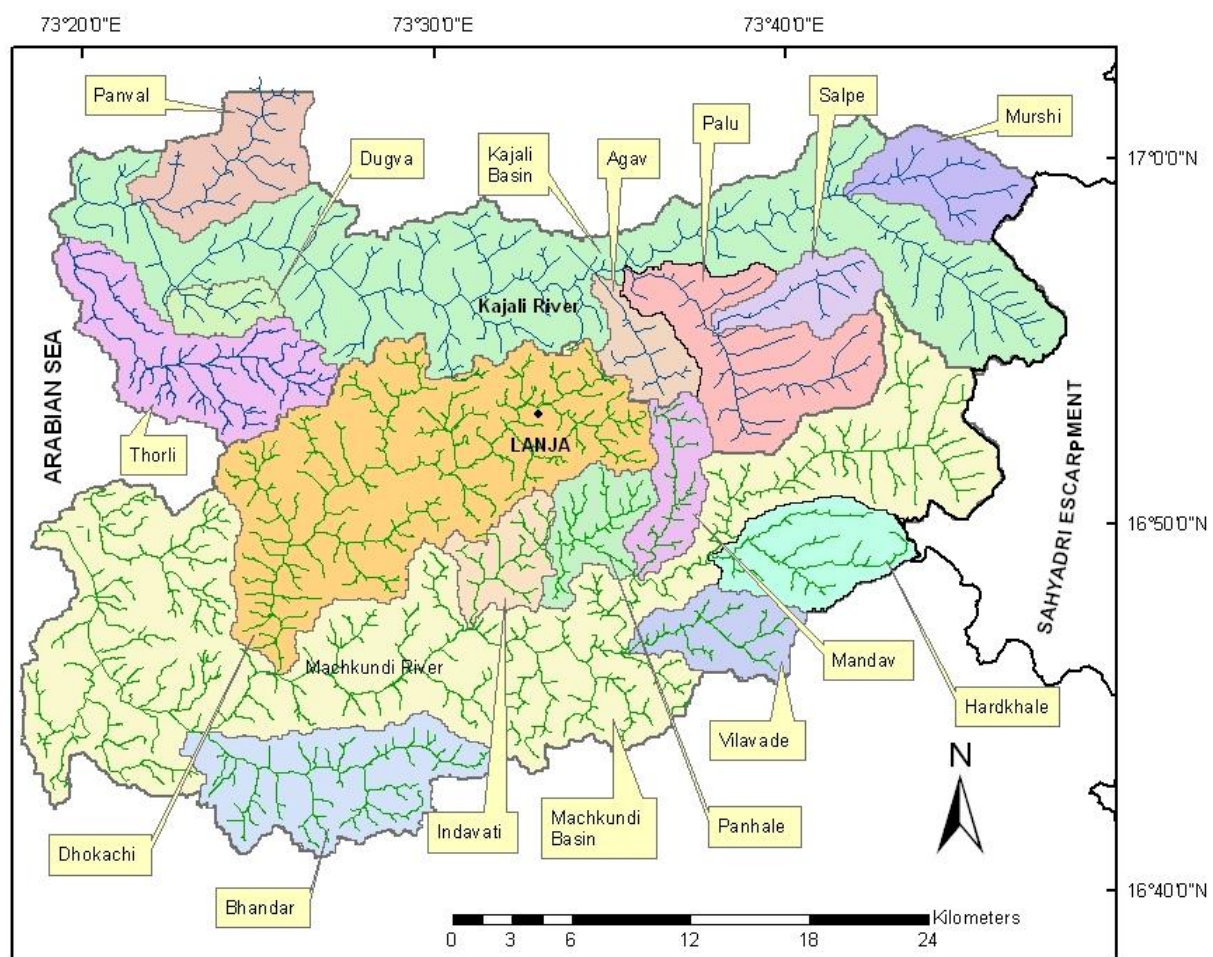 73°20'0"E
73°30'0"E
73°40'0"E
Panval
Dugva
Kajali
Basin
Agav
Palu
Salpe
Murshi
17°0'0"N
Kajali River
ARABIAN SEA
Thorli
LANJA
16°50'0"N
SAHYADRI ESCARPMENT
Machkundi River
Mandav
Hardkhale
Vilavade
N
Dhokachi
Indavati
Machkundi
Basin
Panhale
Bhandar
16°40'0"N
Kilometers
0 3 6 12 18 24